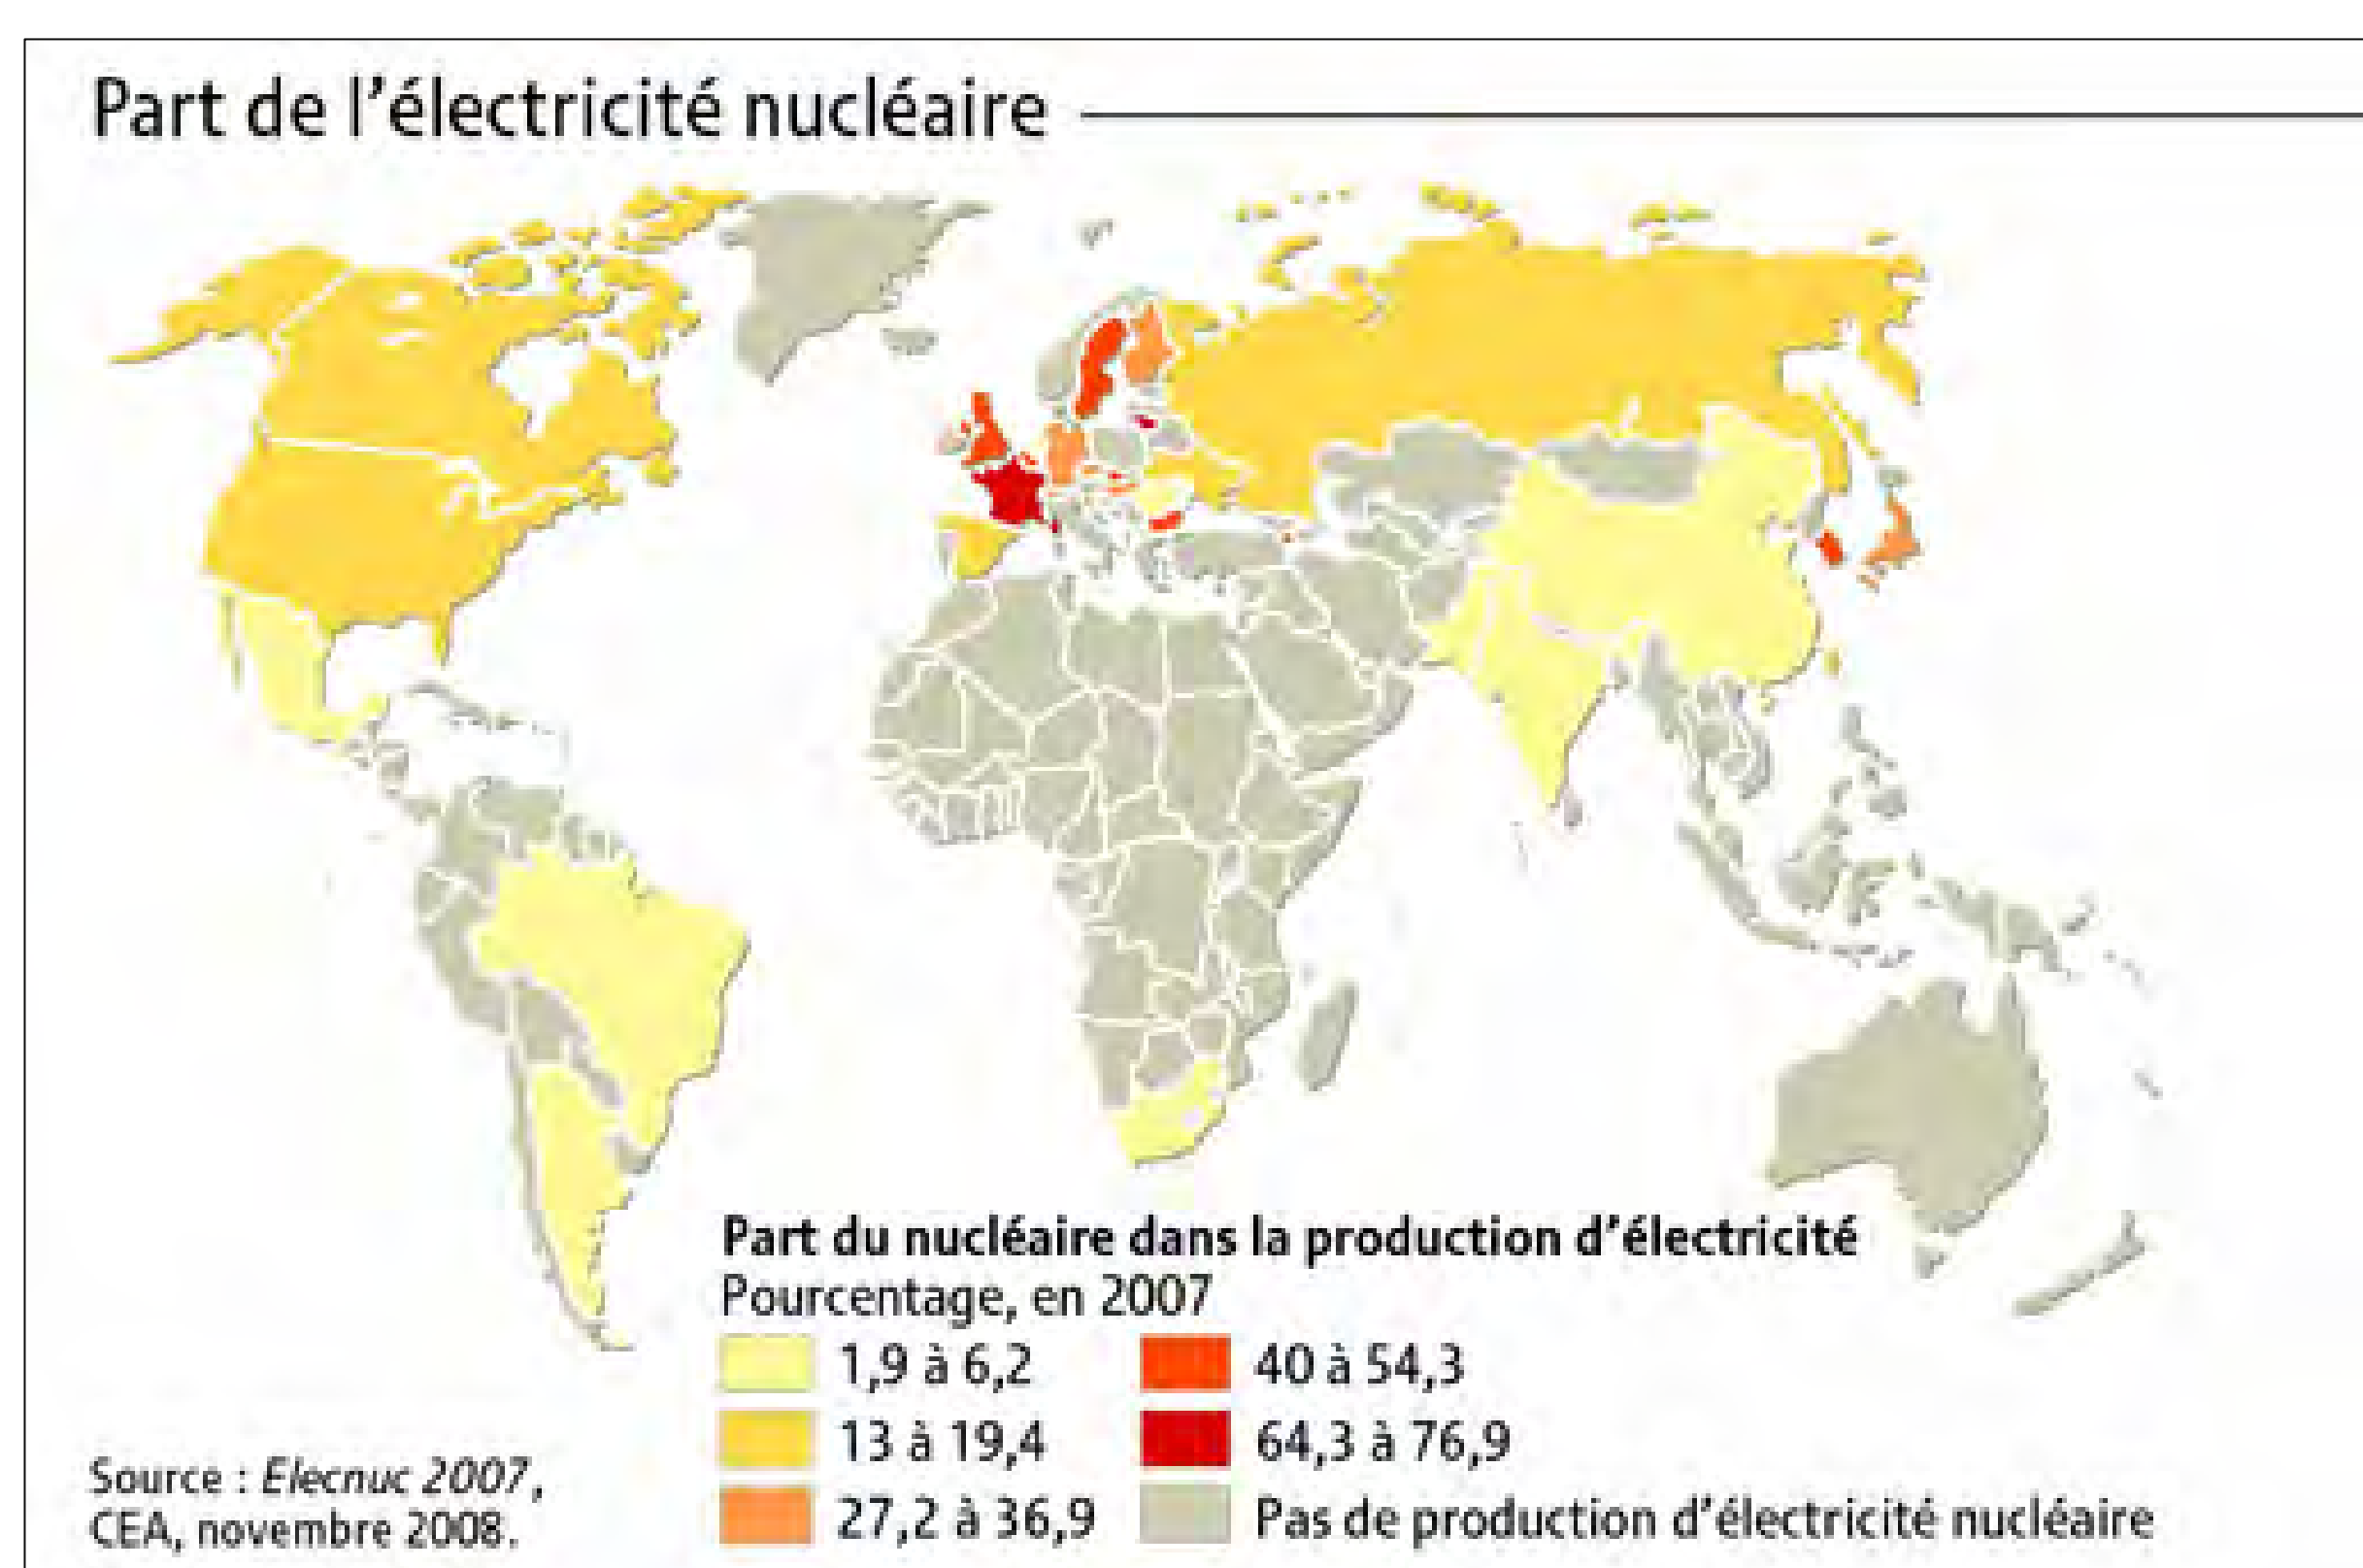 Part de l'électricité nucléaire
Part du nucléaire dans la production d'électricité
Pourcentage, en 2007
1,9 à 6,2
40 à 54,3
13 à 19,4
64,3 à 76,9
27,2 à 36,9
Pas de production d'électricité nucléaire
Source : Elecnuc 2007,
CEA, novembre 2008.